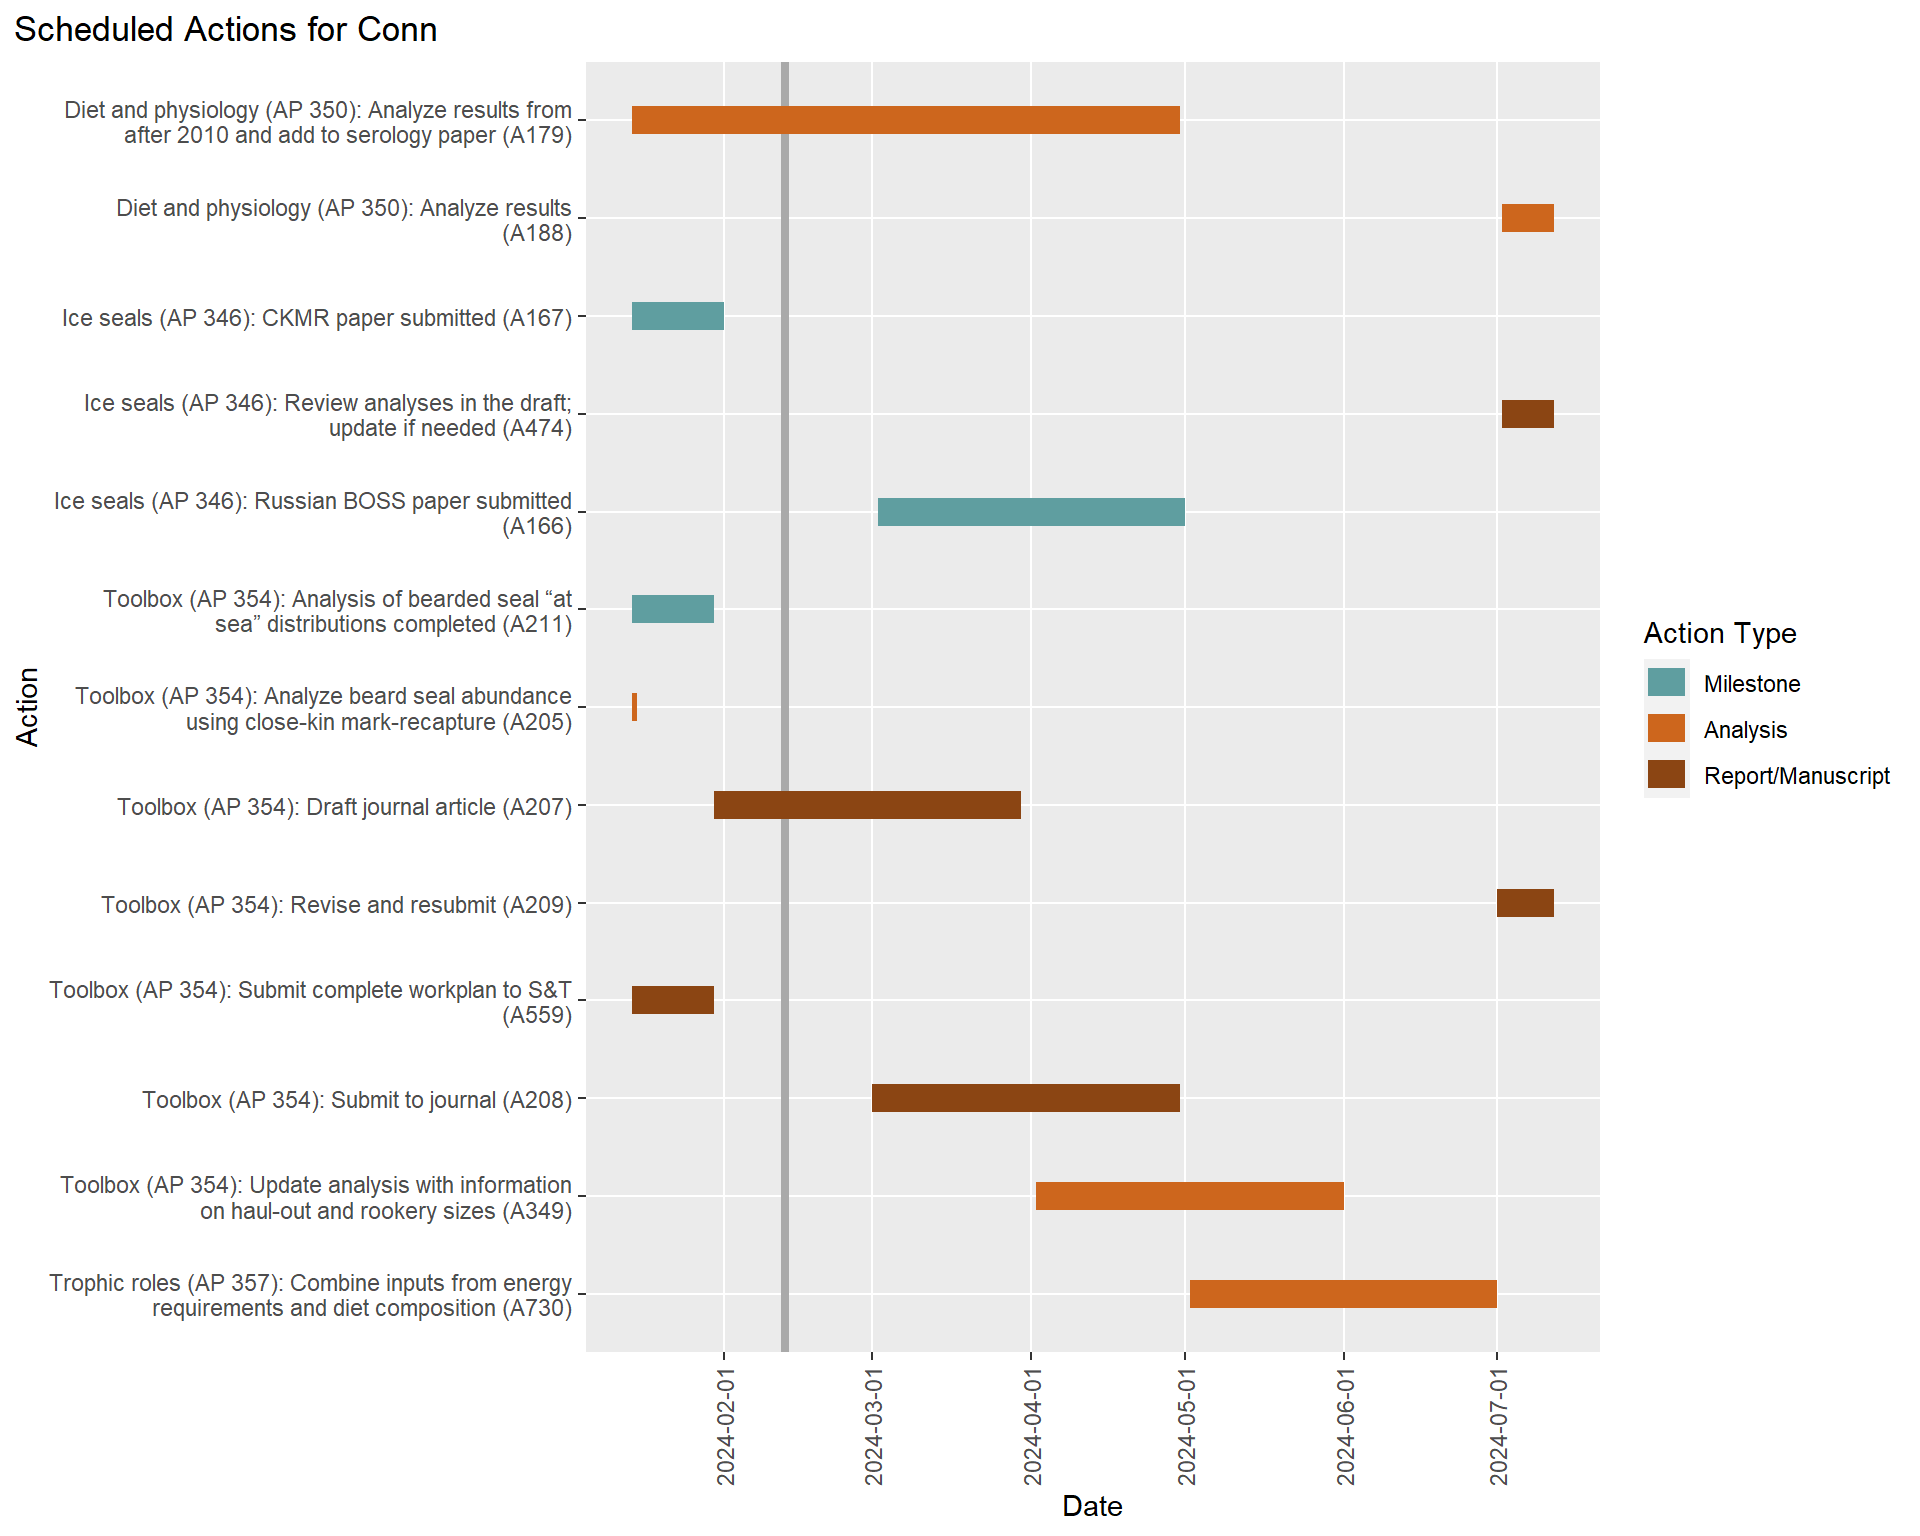 Scheduled Actions for Conn
Diet and physiology (AP 350): Analyze results from
after 2010 and add to serology paper (A179)
Diet and physiology (AP 350): Analyze results
(A188)
Ice seals (AP 346): CKMR paper submitted (A167)
Ice seals (AP 346): Review analyses in the draft;
update if needed (A474)
Ice seals (AP 346): Russian BOSS paper submitted
(A166)
Toolbox (AP 354): Analysis of bearded seal “at
sea” distributions completed (A211)
Toolbox (AP 354): Analyze beard seal abundance
using close-kin mark-recapture (A205)
Toolbox (AP 354): Draft journal article (A207)
Toolbox (AP 354): Revise and resubmit (A209)
Toolbox (AP 354): Submit complete workplan to S&T
(A559)
Toolbox (AP 354): Submit to journal (A208)
Toolbox (AP 354): Update analysis with information
on haul-out and rookery sizes (A349)
Trophic roles (AP 357): Combine inputs from energy
requirements and diet composition (A730)
Action
2024-02-01
2024-03-01
2024-04-01
2024-05-01
2024-06-01
2024-07-01
Date
Action Type
Milestone
Analysis
Report/Manuscript